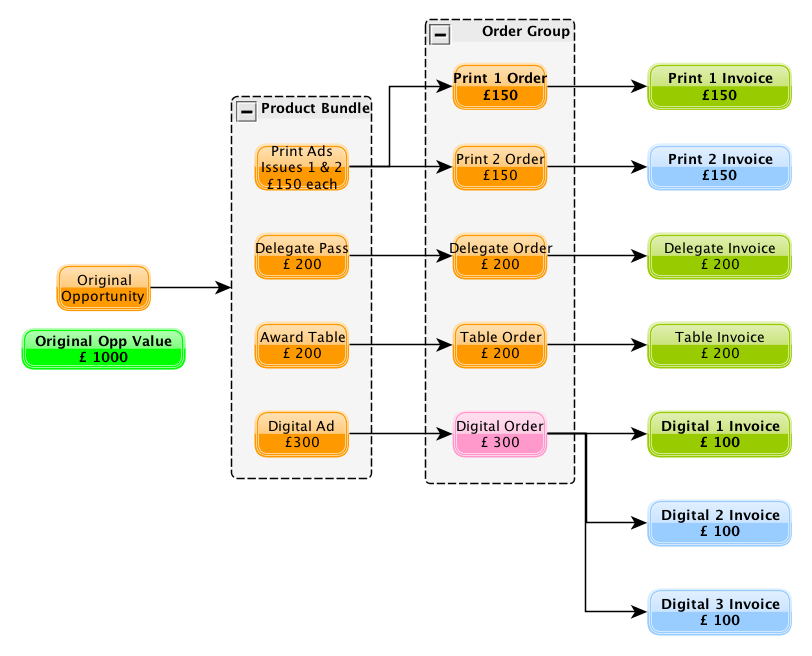 Order Group
Print 1 Order
£150
Print 1 Invoice
£150
Product Bundle
Print Ads
Issues 1 & 2
£150 each
Print 2 Order
£150
Print 2 Invoice
£150
Delegate Pass
£ 200
Delegate Order
£ 200
Delegate Invoice
£ 200
Original
Opportunity
Original Opp Value
£ 1000
Award Table
£ 200
Table Order
£ 200
Table Invoice
£ 200
Digital Ad
£300
Digital Order
£ 300
Digital 1 Invoice
£ 100
Digital 2 Invoice
£ 100
Digital 3 Invoice
£ 100